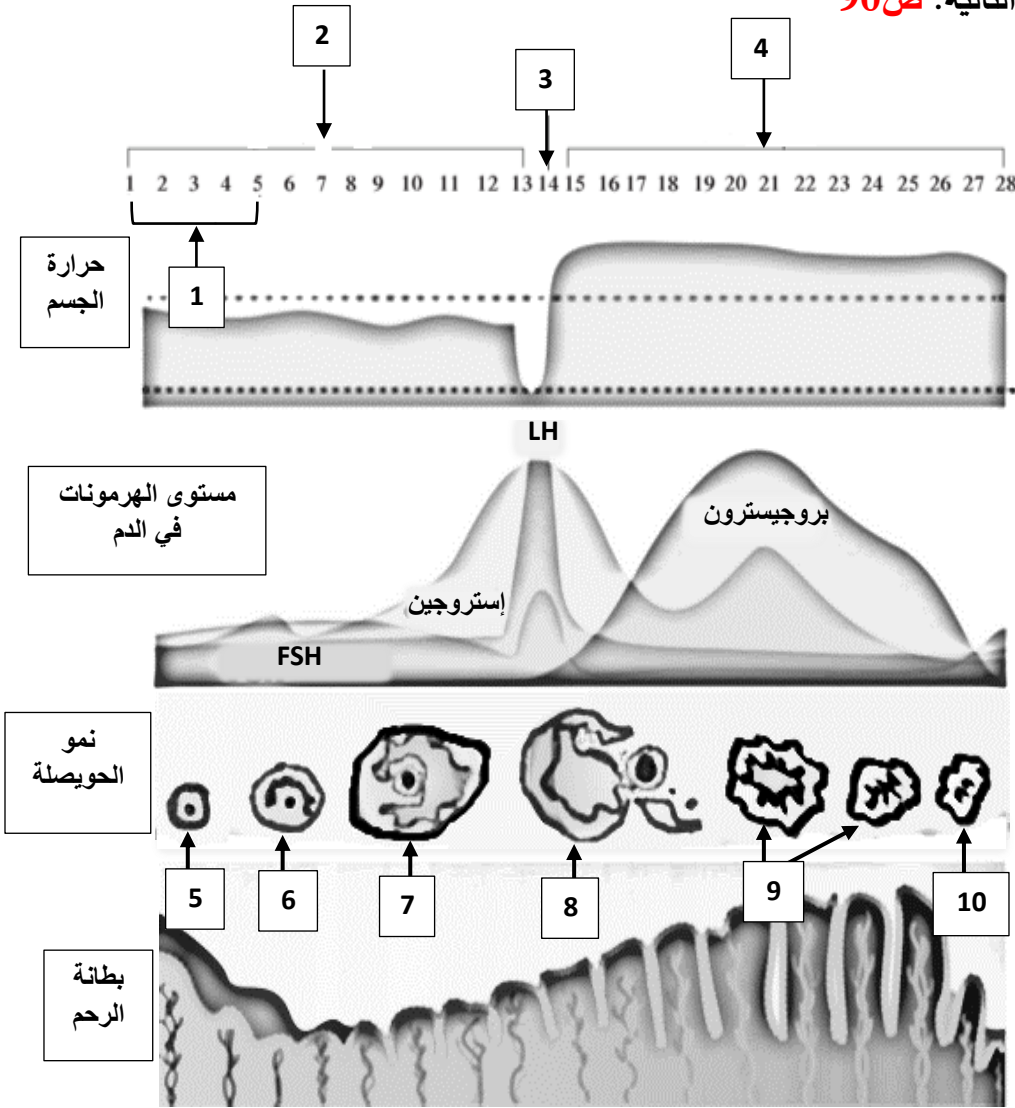 التالية: ص90
2
3
4
1 2 3 4 5 6 7 8 9 10 11 12 13 14 15 16 17 18 19 20 21 22 23 24 25 26 27 28
حرارة
الجسم
1
LH
مستوى الهرمونات
في الدم
بروجيسترون
إستروجين
FSH
نمو
الحويصلة
5 6 7 8 9 10
بطانة
الرحم